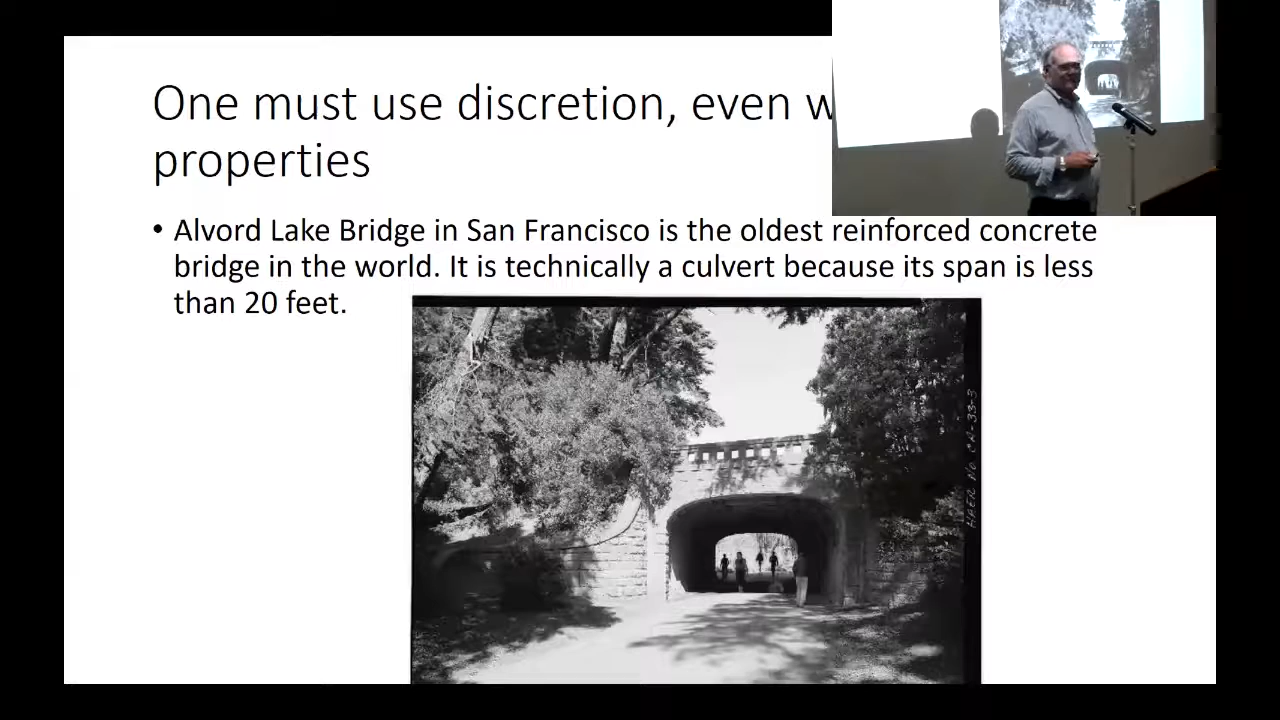 One must use discretion, even
properties
• Alvord Lake Bridge in San Francisco is the oldest reinforced concrete
bridge in the world. It is technically a culvert because its span is less
than 20 feet.
HAER No. CA-33-3